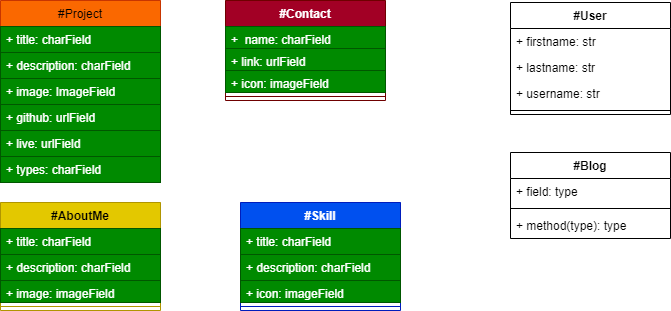 #Project
+ title: charField
+ description: charField
+ image: ImageField
+ github: urlField
+ live: urlField
+ types: charField
#Contact
+ name: charField
+ link: urlField
+ icon: imageField
#User
+ firstname: str
+ lastname: str
+ username: str
#Blog
+ field: type
+ method(type): type
#AboutMe
+ title: charField
+ description: charField
+ image: imageField
#Skill
+ title: charField
+ description: charField
+ icon: imageField